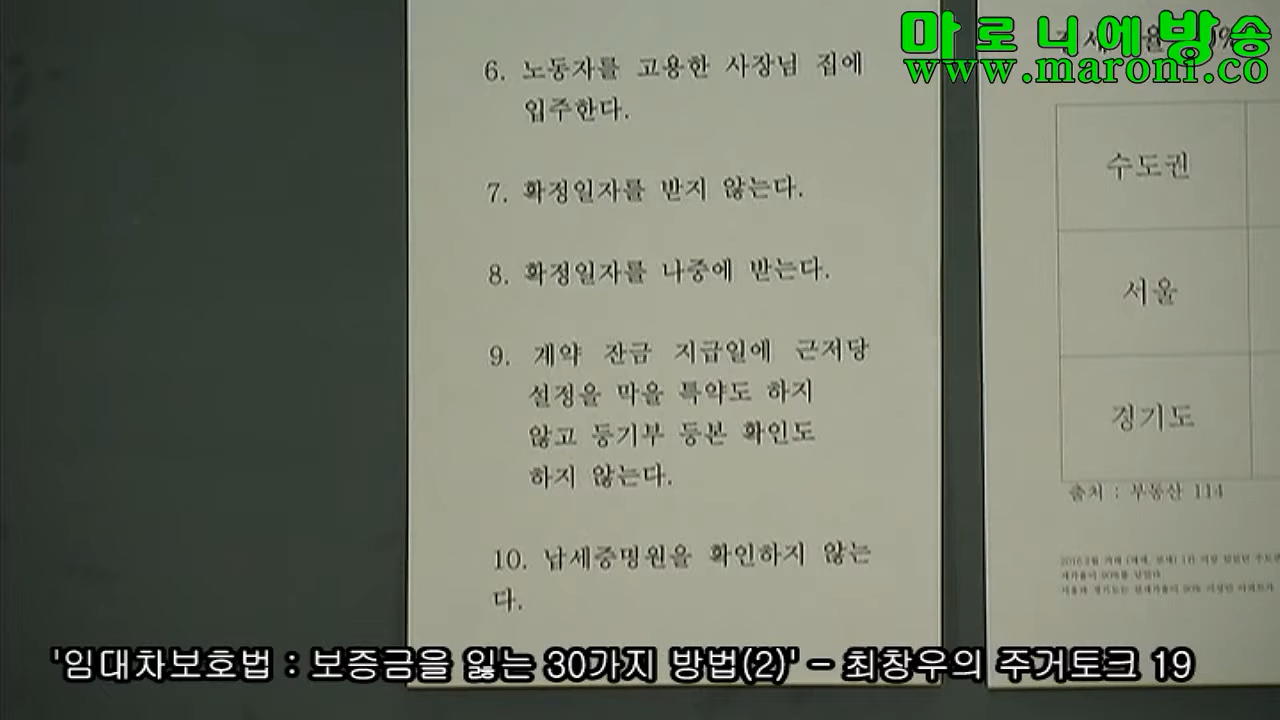 마로니에방송
www.maroni.co
6. 노동자를 고용한 사장님 집에
입주한다.
7. 확정일자를 받지 않는다.
8. 확정일자를 나중에 받는다.
9. 계약 잔금 지급일에 근저당
설정을 막을 특약도 하지
않고 등기부 등본 확인도
하지 않는다.
10. 납세증명원을 확인하지 않는
다.
수도권
서울
경기도
출처 : 부동산 114
'임대차보호법 : 보증금을 잃는 30가지 방법(2)' - 최창우의 주거토크 19